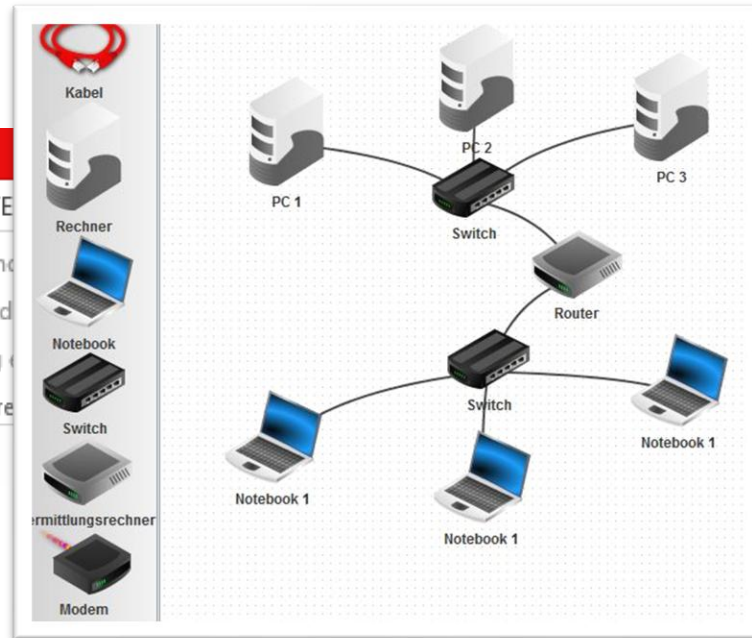 Kabel
Rechner
Notebook
Switch
ermittlungsrechner
Modem
PC 1
PC 2
PC 3
Switch
Router
Switch
Notebook 1
Notebook 1
Notebook 1